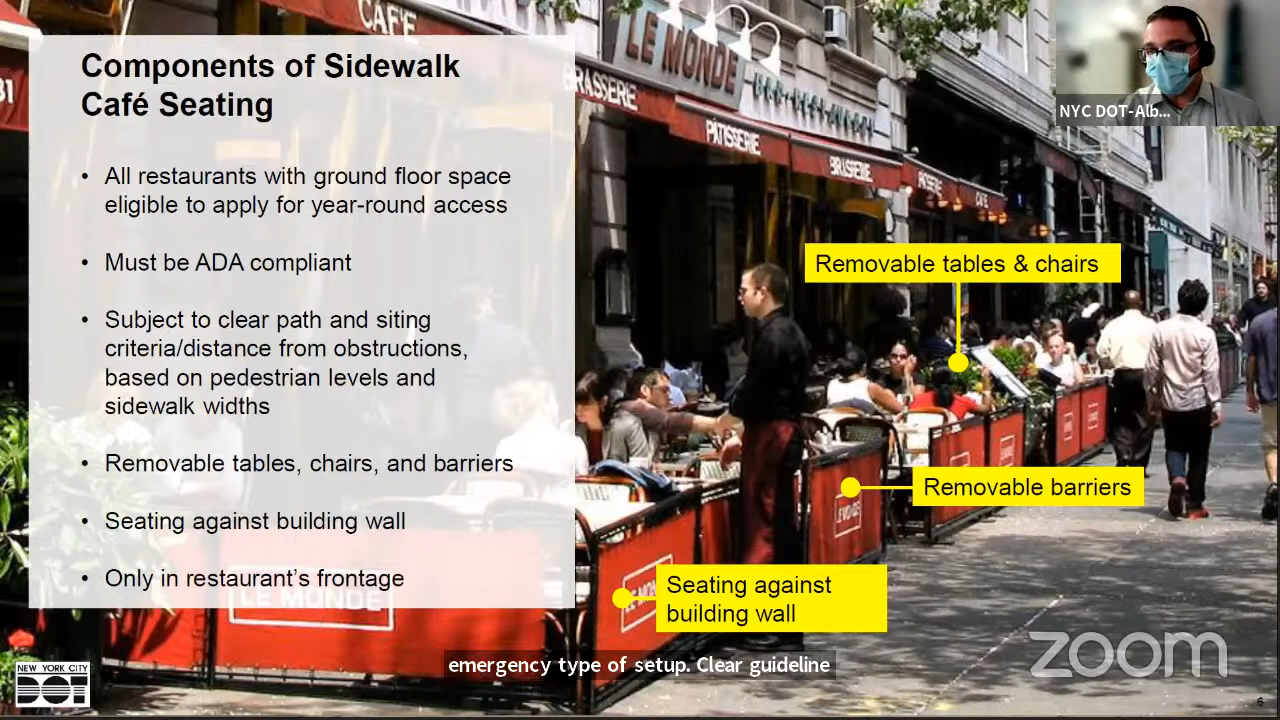 Components of Sidewalk
Café Seating
• All restaurants with ground floor space
eligible to apply for year-round access
• Must be ADA compliant
• Subject to clear path and siting
criteria/distance from obstructions,
based on pedestrian levels and
sidewalk widths
• Removable tables, chairs, and barriers
• Seating against building wall
• Only in restaurant’s frontage
CAFÉ
LE MONDE
BRASSERIE
PATISSERIE
BRASSERIE
CAFE
NYC DOT-Alb...
Removable tables & chairs
Removable barriers
LE MONDE
Seating against
building wall
LE MONDE
emergency type of setup. Clear guideline
NEW YORK CITY
DOT
zoom
6